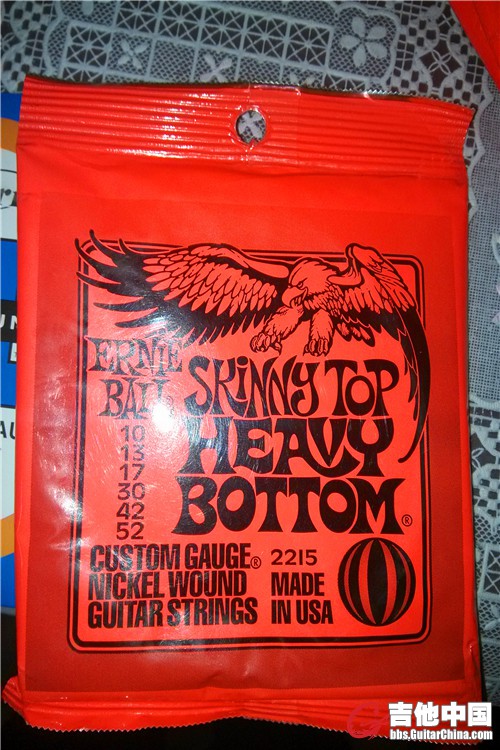 ERNIE
BALL
SKINNY TOP
HEAVY
BOTTOM®
10
13
17
30
42
52
CUSTOM GAUGE®
NICKEL WOUND
GUITAR STRINGS
2215
MADE
IN USA
吉他中国
bbs.GuitarChina.com